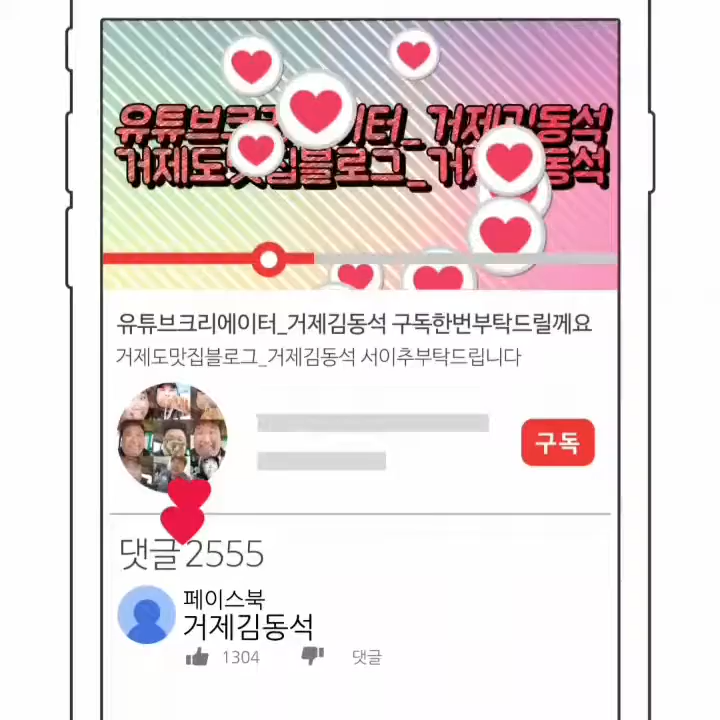 유튜브크리에이터_거제김동석
거제도맛집블로그_거제김동석
유튜브크리에이터_거제김동석 구독한번부탁드릴께요
거제도맛집블로그_거제김동석 서이추부탁드립니다
구독
댓글 2555
페이스북
거제김동석
1304 댓글